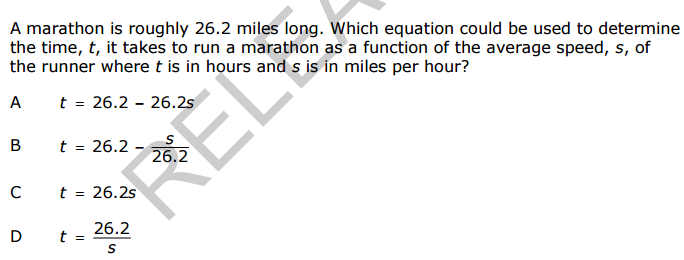 A marathon is roughly 26.2 miles long. Which equation could be used to determine
the time, t, it takes to run a marathon as a function of the average speed, s, of
the runner where t is in hours and s is in miles per hour?
A t = 26.2 – 26.2s
B t = 26.2 – s/26.2
C t = 26.2s
D t = 26.2/s
RELEA